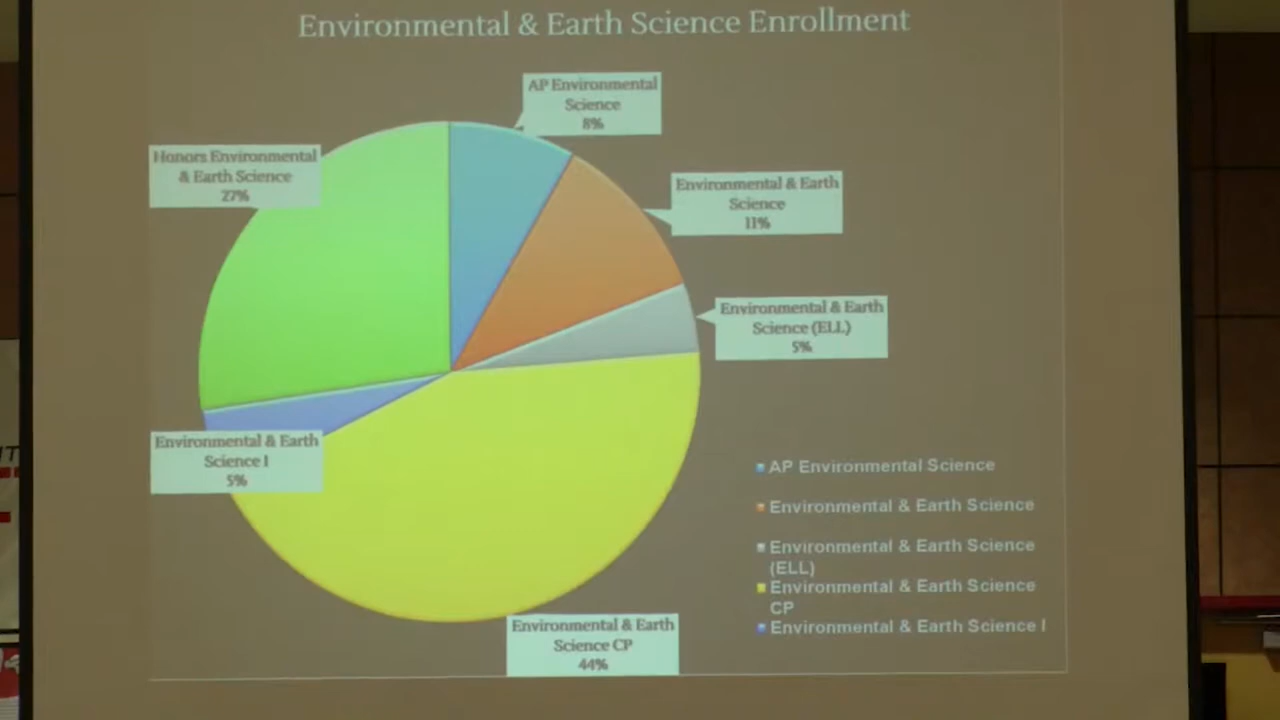 Environmental & Earth Science Enrollment
AP Environmental
Science
8%
Honors Environmental
& Earth Science
27%
Environmental & Earth
Science
11%
Environmental & Earth
Science (ELL)
5%
Environmental & Earth
Science I
5%
Environmental & Earth
Science CP
44%
AP Environmental Science
Environmental & Earth Science
Environmental & Earth Science
(ELL)
Environmental & Earth Science
CP
Environmental & Earth Science I